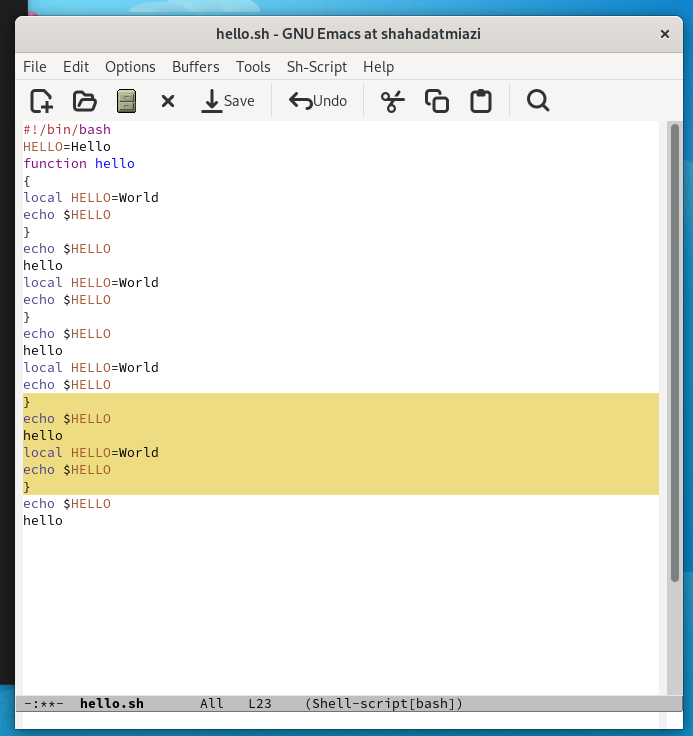 hello.sh - GNU Emacs at shahadatmiazi
File Edit Options Buffers Tools Sh-Script Help
Save Undo
#!/bin/bash
HELLO=Hello
function hello
{
local HELLO=World
echo $HELLO
}
echo $HELLO
hello
local HELLO=World
echo $HELLO
}
echo $HELLO
hello
local HELLO=World
echo $HELLO
}
echo $HELLO
hello
local HELLO=World
echo $HELLO
}
echo $HELLO
hello
-:**- hello.sh All L23 (Shell-script[bash])